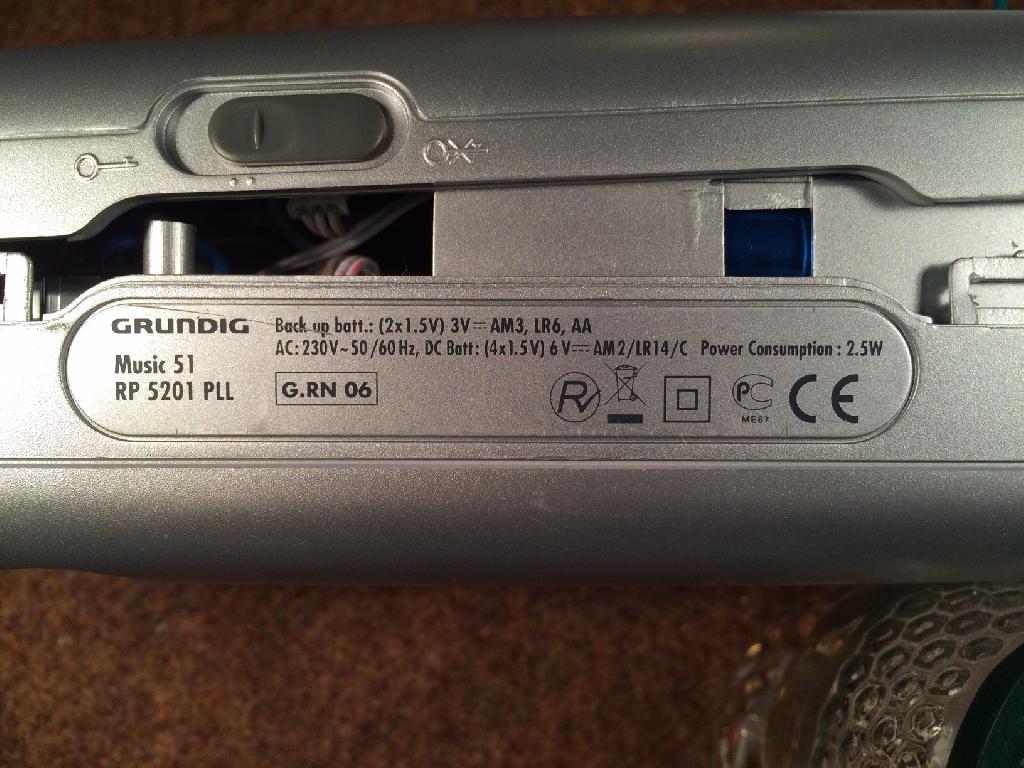 GRUNDIG
Music 51
RP 5201 PLL
Back up batt.: (2x1.5V) 3V⎓AM3, LR6, AA
AC: 230V~50/60Hz, DC Batt: (4x1.5V) 6V⎓AM2/LR14/C Power Consumption : 2.5W
G.RN 06
PC
ME67
CE